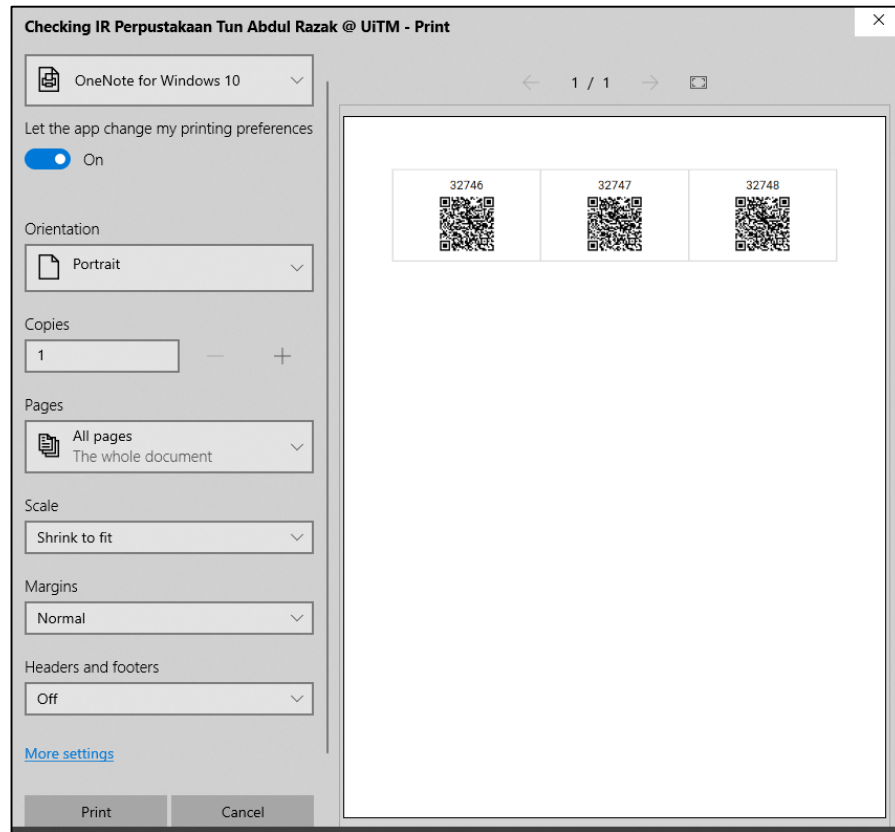 Checking IR Perpustakaan Tun Abdul Razak @ UiTM - Print
OneNote for Windows 10
Let the app change my printing preferences
On
Orientation
Portrait
Copies
1
Pages
All pages
The whole document
Scale
Shrink to fit
Margins
Normal
Headers and footers
Off
More settings
Print Cancel
1 / 1
32746 32747 32748